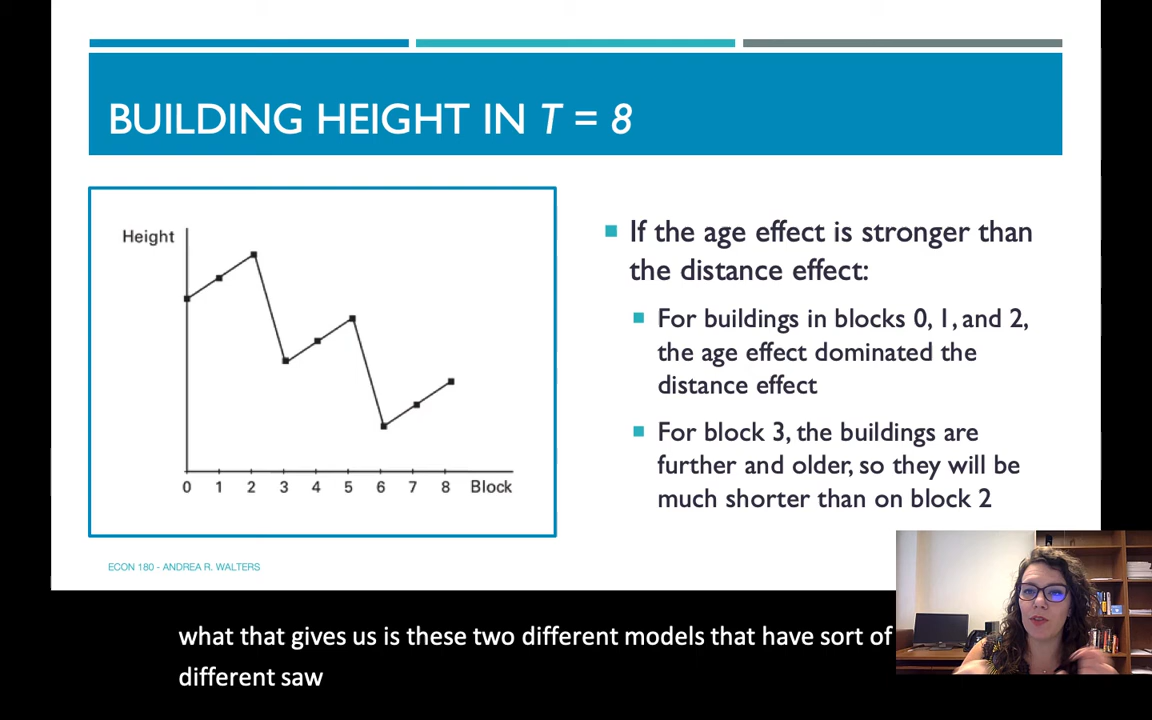 BUILDING HEIGHT IN T = 8
Height
0 1 2 3 4 5 6 7 8 Block
If the age effect is stronger than
the distance effect:
For buildings in blocks 0, 1, and 2,
the age effect dominated the
distance effect
For block 3, the buildings are
further and older, so they will be
much shorter than on block 2
ECON 180 - ANDREA R. WALTERS
what that gives us is these two different models that have sort of
different saw